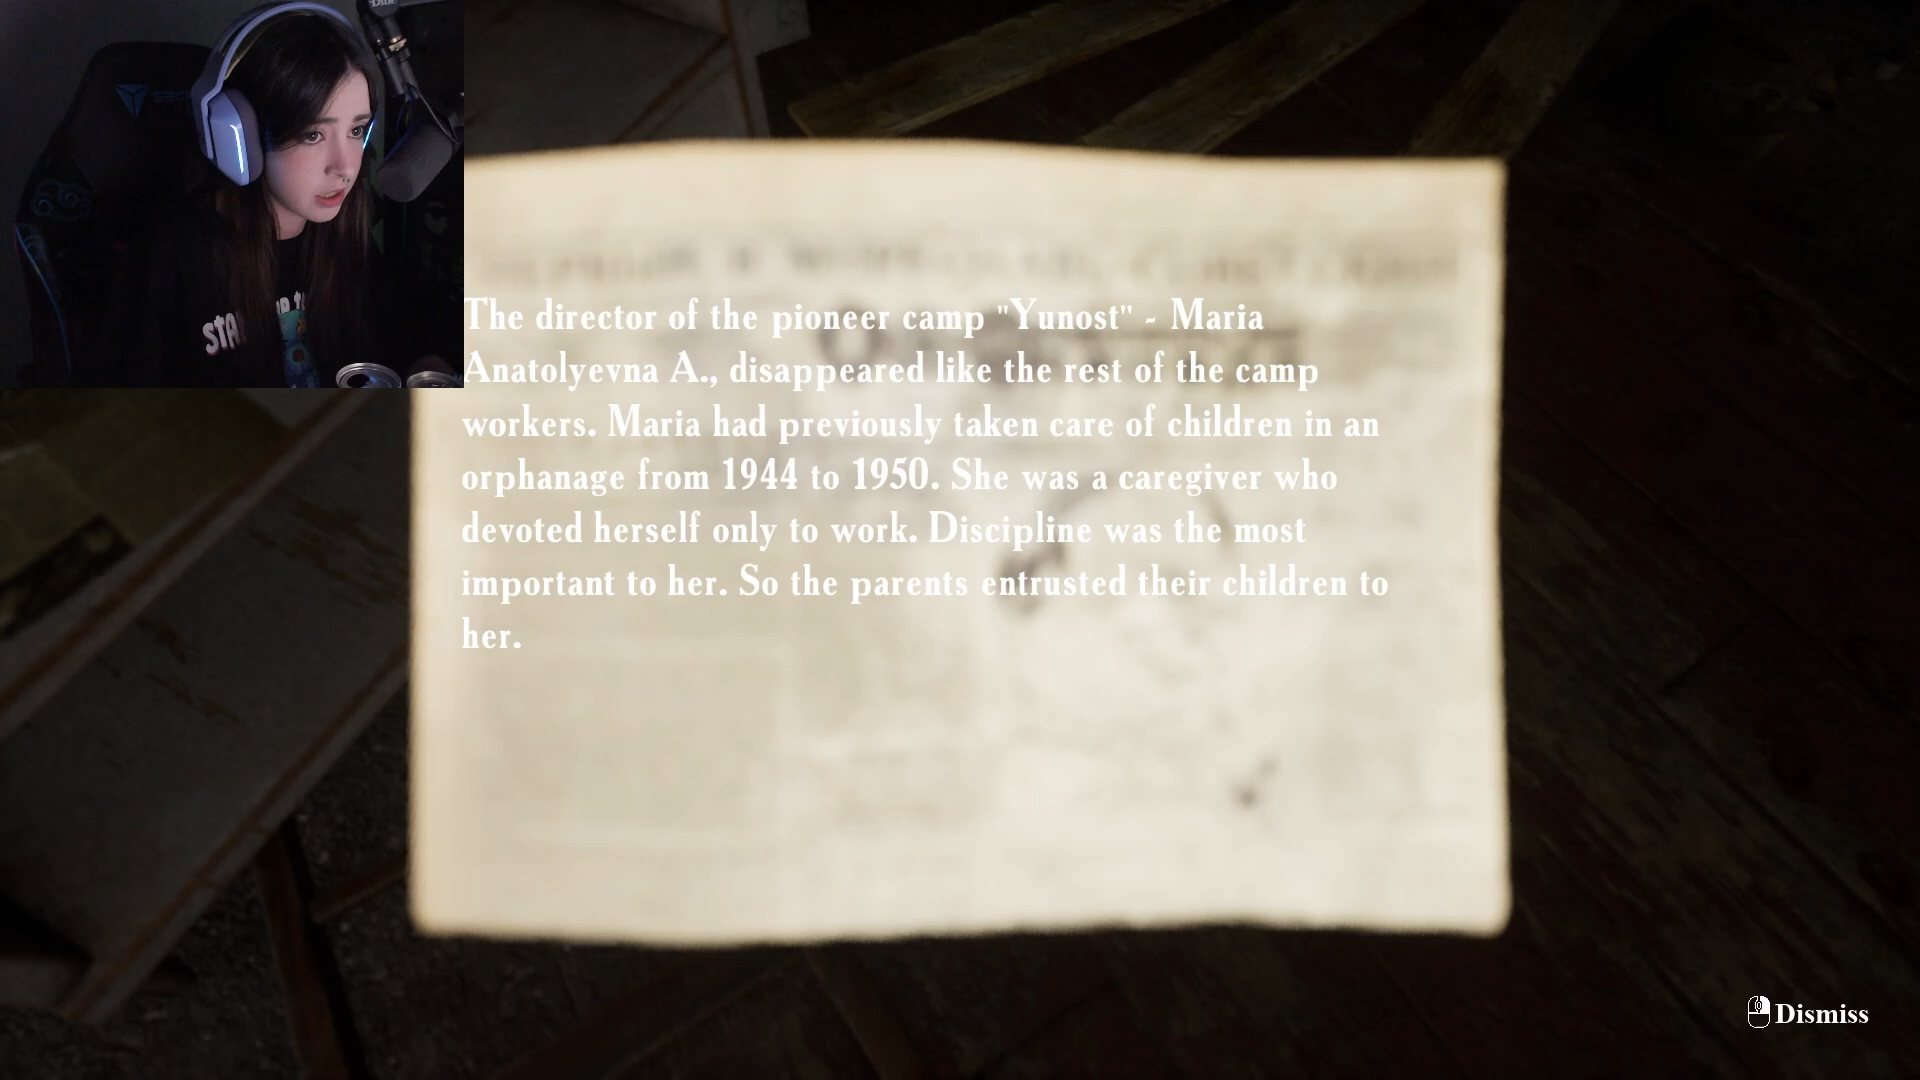 The director of the pioneer camp "Yunost" - Maria
Anatolyevna A., disappeared like the rest of the camp
workers. Maria had previously taken care of children in an
orphanage from 1944 to 1950. She was a caregiver who
devoted herself only to work. Discipline was the most
important to her. So the parents entrusted their children to
her.
Dismiss